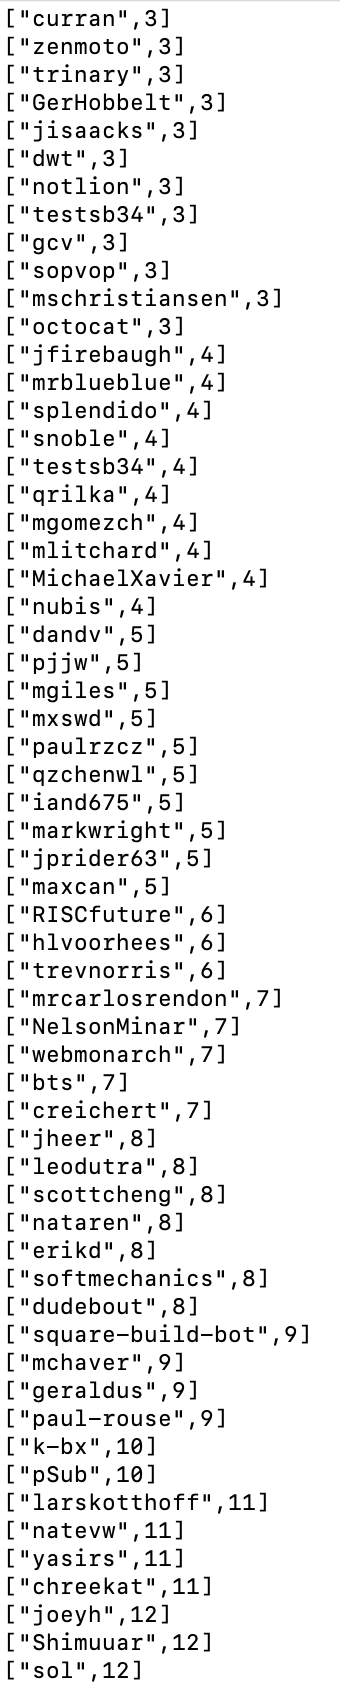 ["curran",3]
["zenmoto",3]
["trinary",3]
["GerHobbelt",3]
["jisaacks",3]
["dwt",3]
["notlion",3]
["testsb34",3]
["gcv",3]
["sopvop",3]
["mschristiansen",3]
["octocat",3]
["jfirebaugh",4]
["mrblueblue",4]
["splendido",4]
["snoble",4]
["testsb34",4]
["qrilka",4]
["mgomezch",4]
["mlitchard",4]
["MichaelXavier",4]
["nubis",4]
["dandv",5]
["pjjw",5]
["mgiles",5]
["mxswd",5]
["paulrzcz",5]
["qzchenwl",5]
["iand675",5]
["markwright",5]
["jprider63",5]
["maxcan",5]
["RISCfuture",6]
["hlvoorhees",6]
["trevnorris",6]
["mrcarlosrendon",7]
["NelsonMinar",7]
["webmonarch",7]
["bts",7]
["creichert",7]
["jheer",8]
["leodutra",8]
["scottcheng",8]
["nataren",8]
["erikd",8]
["softmechanics",8]
["dudebout",8]
["square-build-bot",9]
["mchaver",9]
["geraldus",9]
["paul-rouse",9]
["k-bx",10]
["pSub",10]
["larskotthoff",11]
["natevw",11]
["yasirs",11]
["chreekat",11]
["joeyh",12]
["Shimuuar",12]
["sol",12]